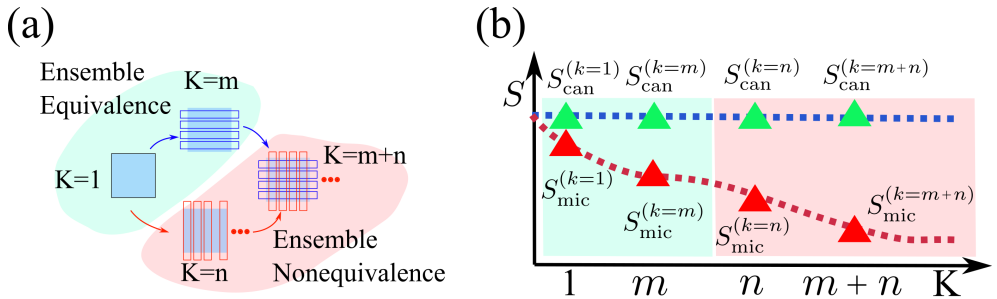 (a)
Ensemble
Equivalence
K=m
K=1
K=m+n
K=n
Ensemble
Nonequivalence
(b)
S
S_can^(k=1) S_can^(k=m) S_can^(k=n) S_can^(k=m+n)
S_mic^(k=1) S_mic^(k=m) S_mic^(k=n) S_mic^(k=m+n)
1 m n m + n K